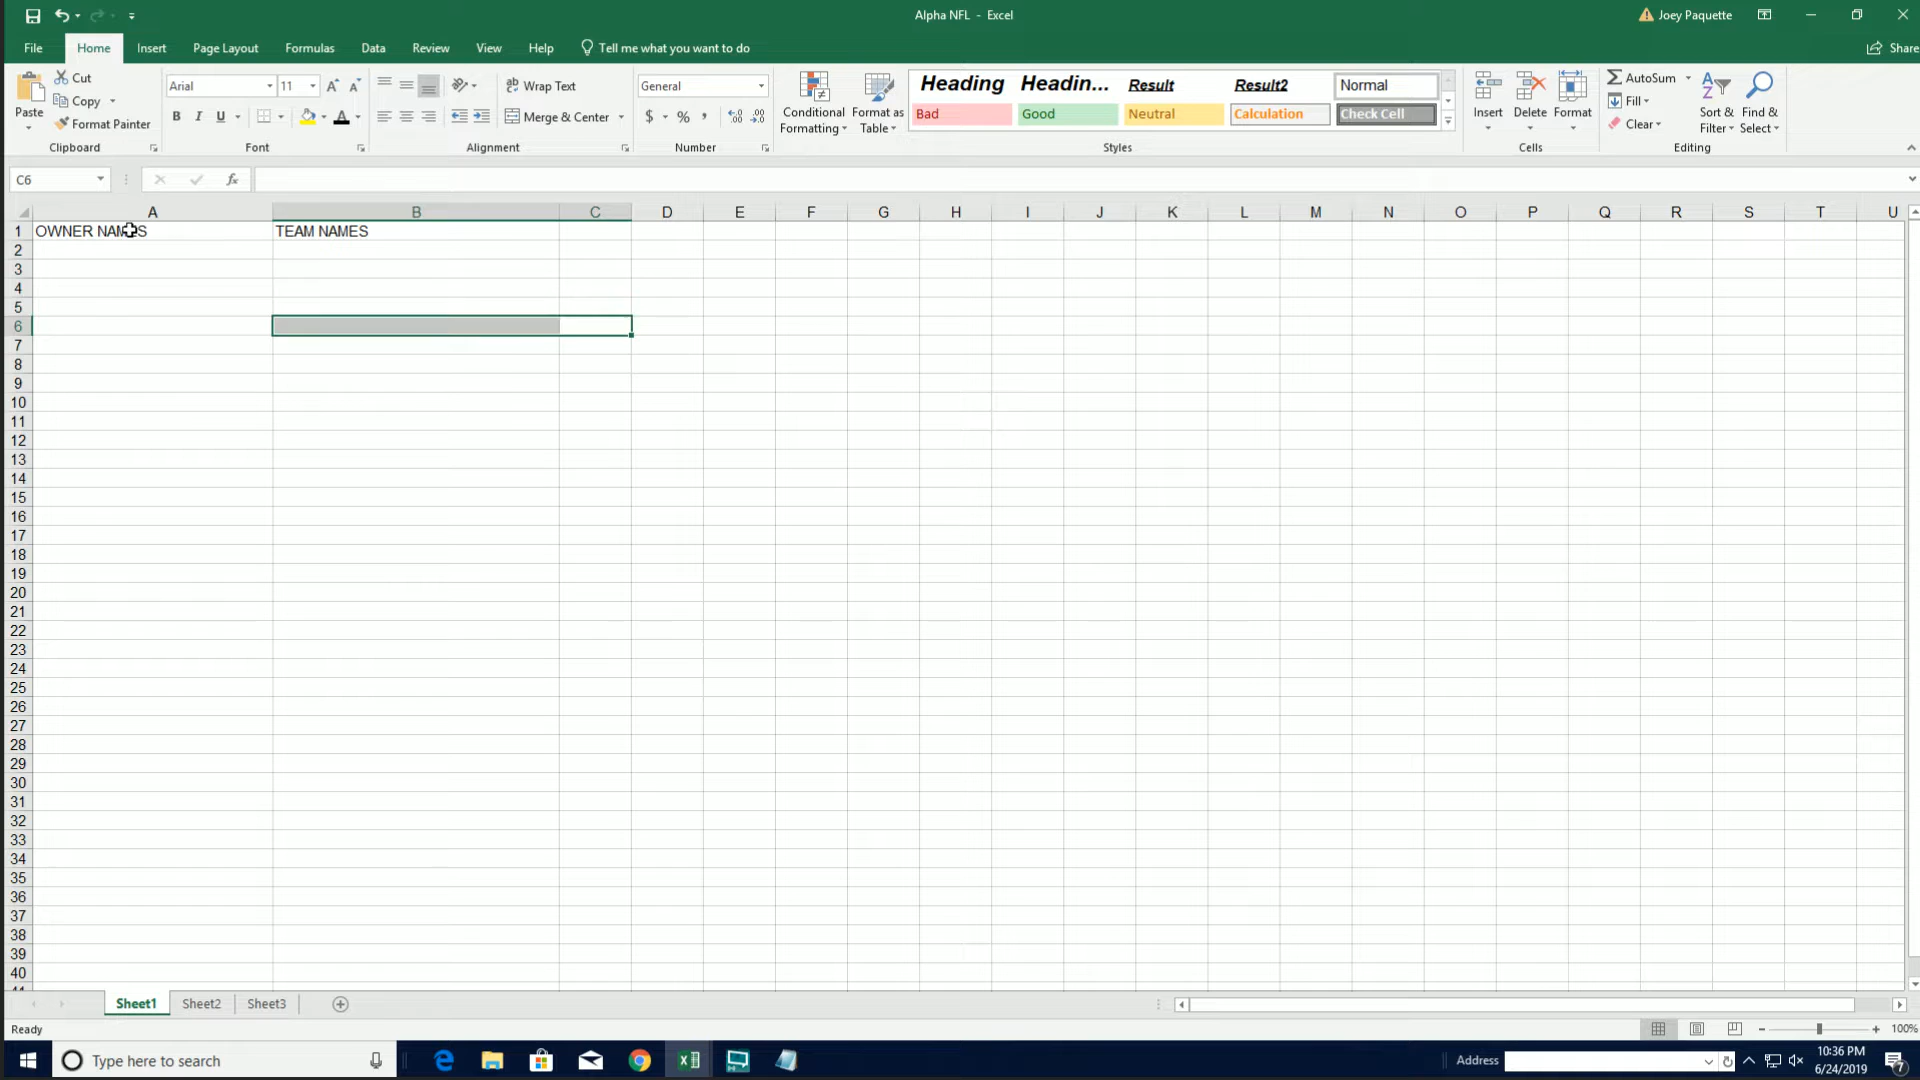 Alpha NFL - Excel
Joey Paquette
File Home Insert Page Layout Formulas Data Review View Help Tell me what you want to do
Share
Paste
Cut
Copy
Format Painter
Clipboard
Arial 11
B I U
Font
Wrap Text
Merge & Center
Alignment
General
$ % ,
Number
Conditional Formatting
Format as Table
Heading Headin... Result Result2 Normal
Bad Good Neutral Calculation Check Cell
Styles
Insert Delete Format
Cells
AutoSum
Fill
Clear
Sort & Filter
Find & Select
Editing
C6
fx
A B C D E F G H I J K L M N O P Q R S T U
1 OWNER NAMES TEAM NAMES
2
3
4
5
6
7
8
9
10
11
12
13
14
15
16
17
18
19
20
21
22
23
24
25
26
27
28
29
30
31
32
33
34
35
36
37
38
39
40
Sheet1 Sheet2 Sheet3
Ready
100%
Type here to search
Address
10:36 PM
6/24/2019
7